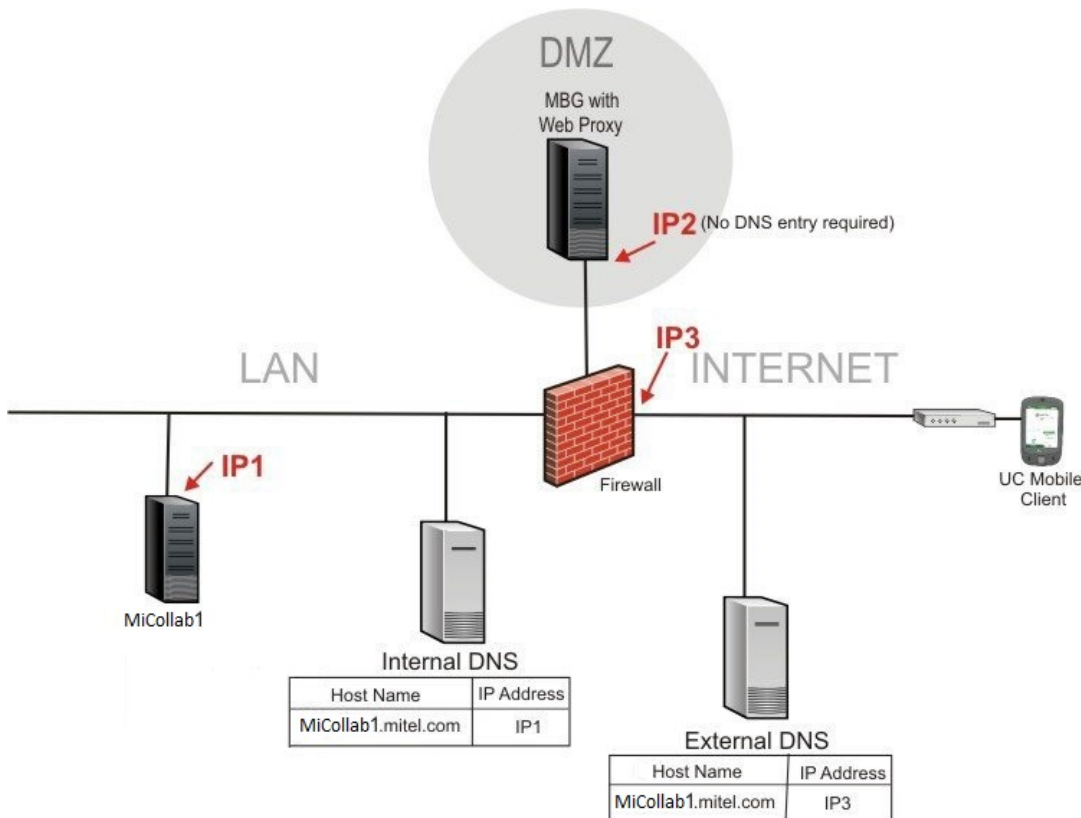 DMZ
MBG with
Web Proxy
IP2 (No DNS entry required)
IP3
LAN
INTERNET
IP1
Firewall
UC Mobile
Client
MiCollab1
Internal DNS
Host Name IP Address
MiCollab1.mitel.com IP1
External DNS
Host Name IP Address
MiCollab1.mitel.com IP3